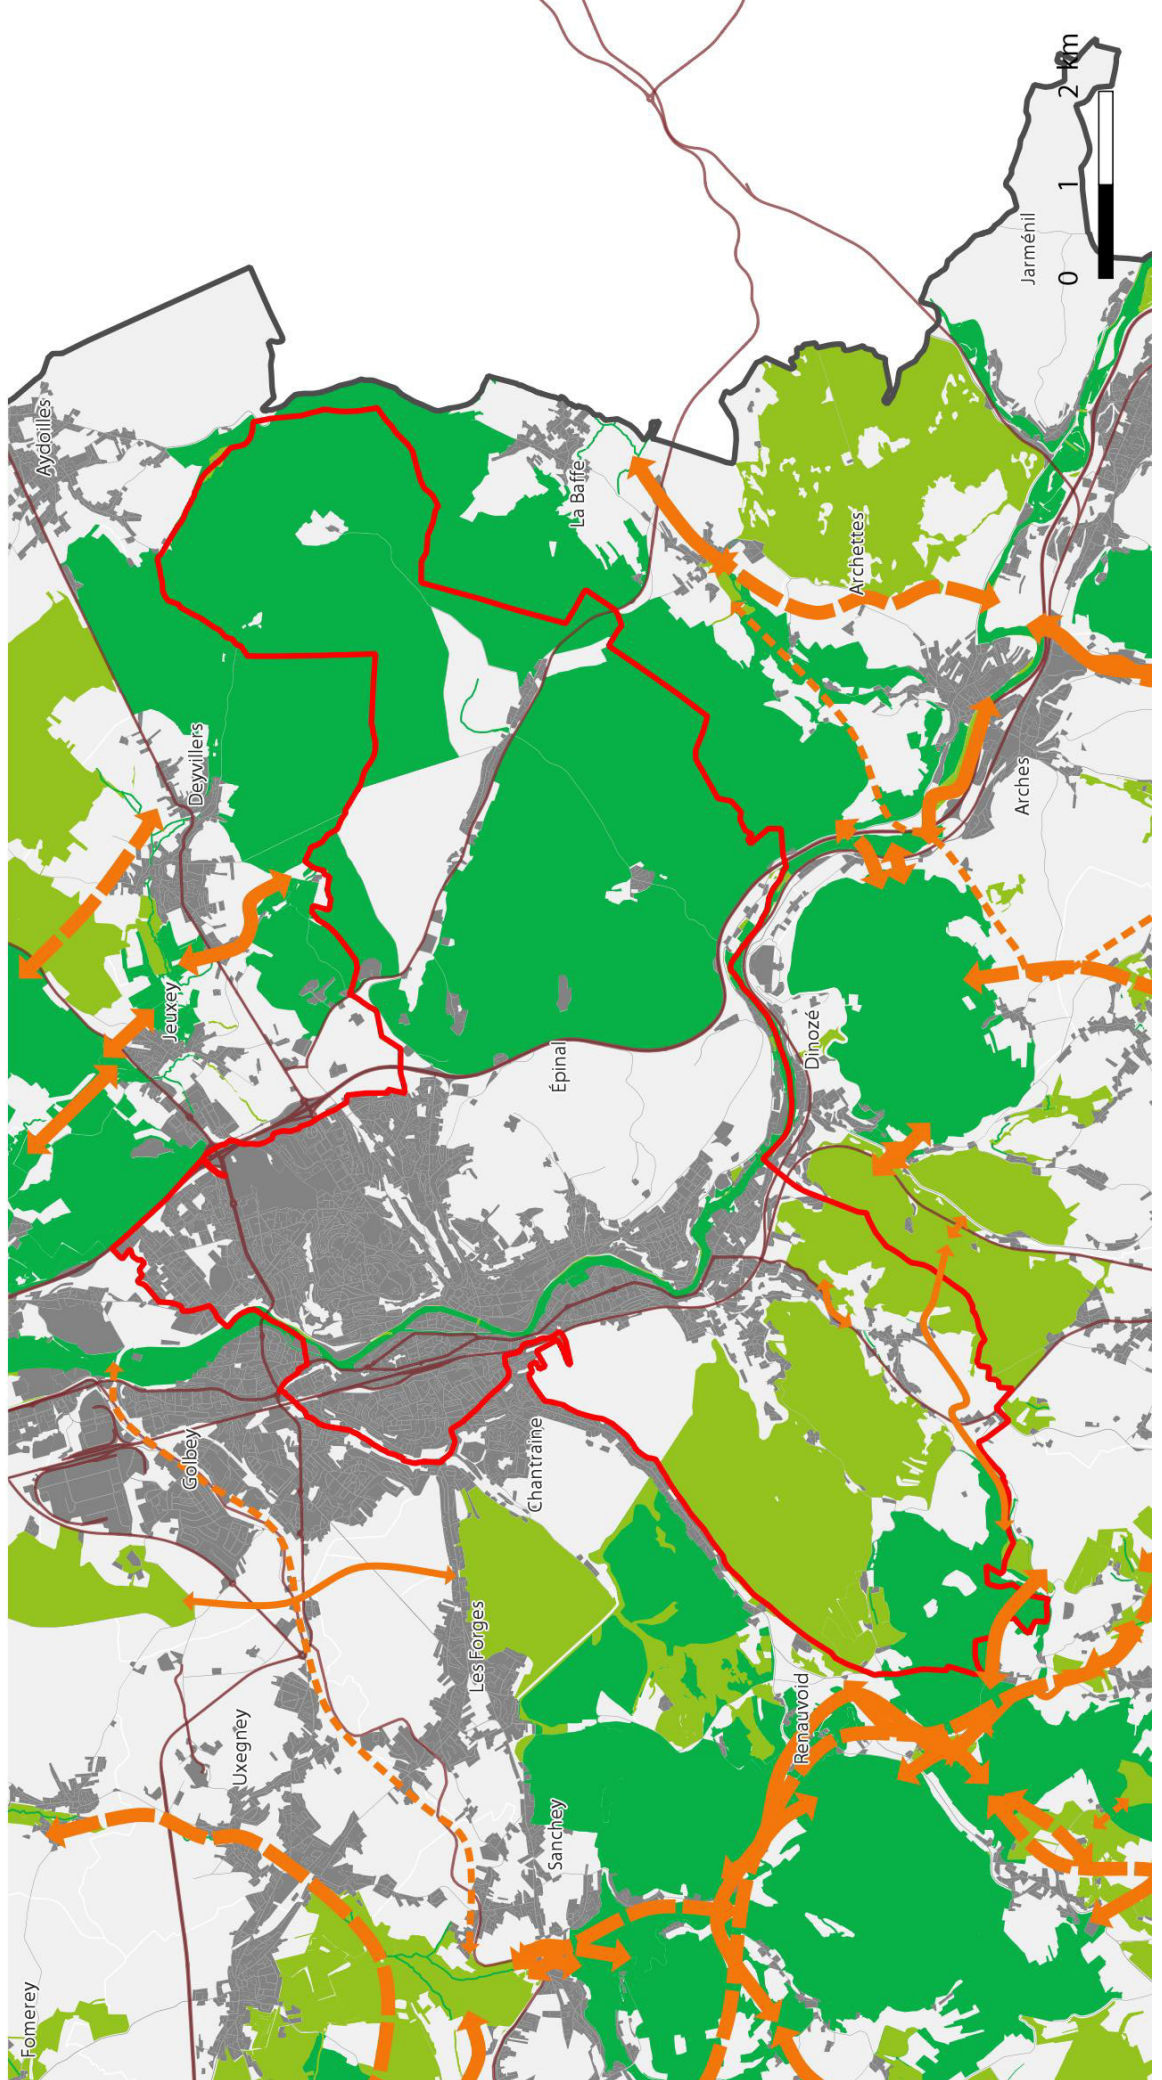 Fomerey
Aydoilles
Jeuxey
Golbey
Deyvillers
Uxegney
Les Forges
Chantraine
Sanchey
Épinal
La Baffe
Renauvoid
Dinozé
Archettes
Arches
Jarménil
0 1 2 km